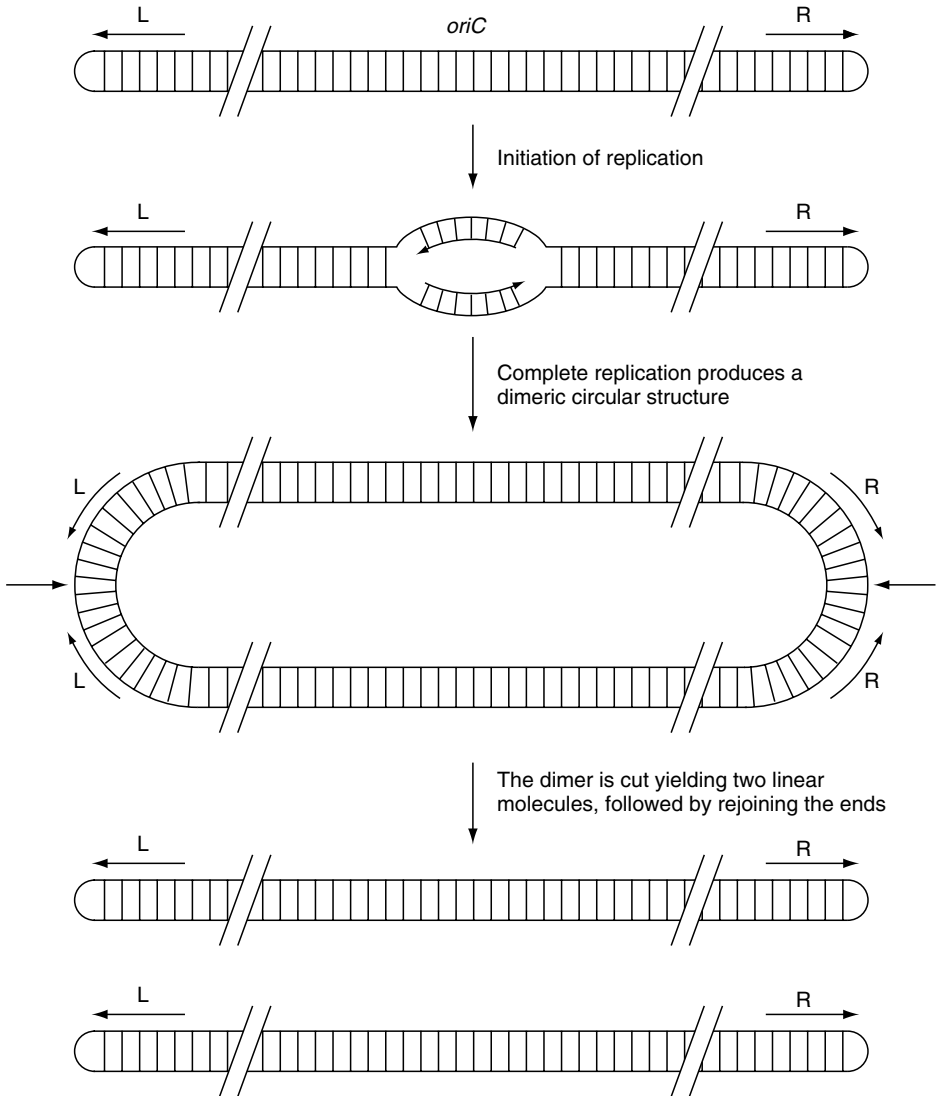 L
oriC
R
Initiation of replication
L
R
Complete replication produces a
dimeric circular structure
L
R
L
R
The dimer is cut yielding two linear
molecules, followed by rejoining the ends
L
R
L
R